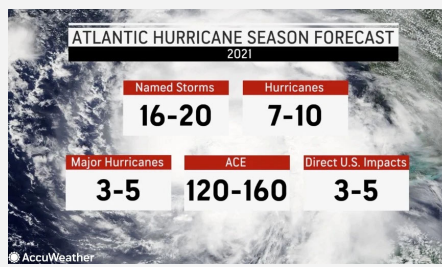 ATLANTIC HURRICANE SEASON FORECAST
2021
Named Storms
Hurricanes
16-20
7-10
Major Hurricanes
ACE
Direct U.S. Impacts
3-5
120-160
3-5
AccuWeather